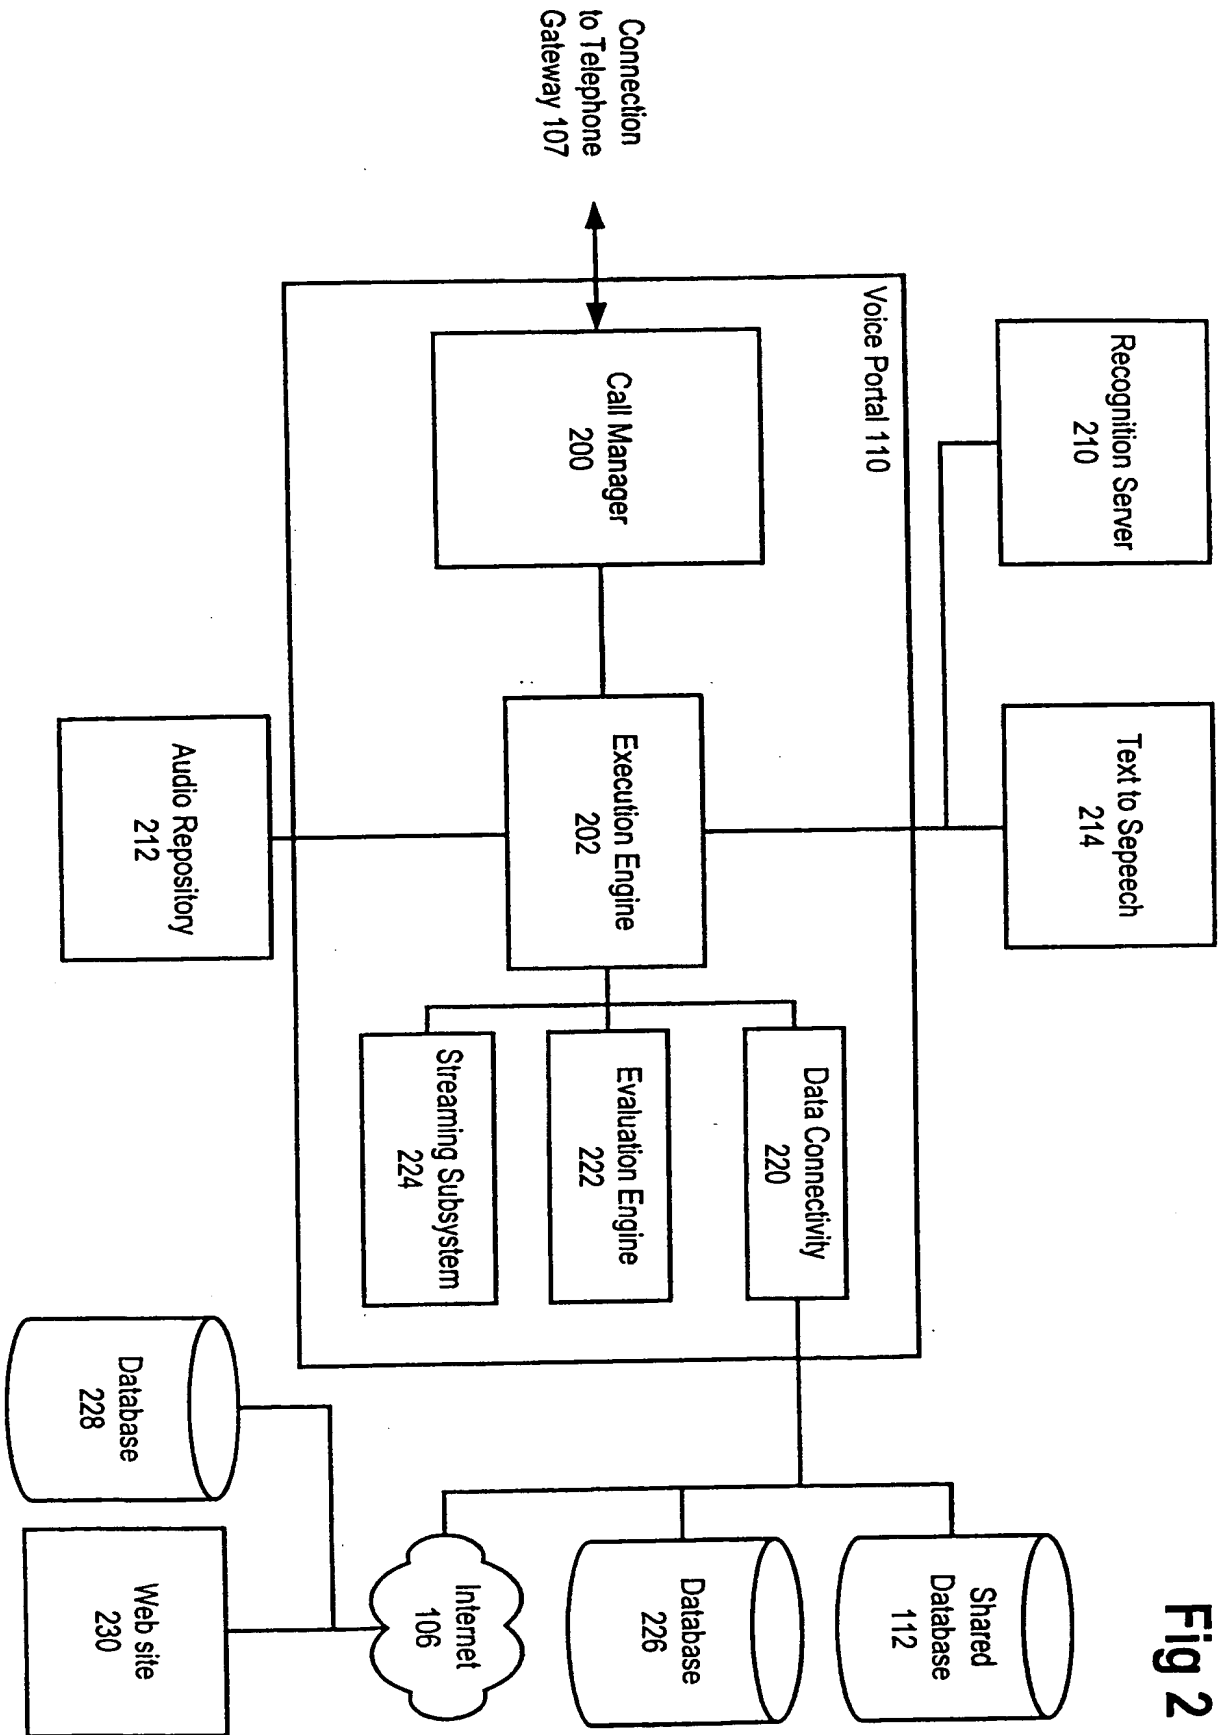 Fig 2
Recognition Server
210
Text to Sepeech
214
Voice Portal 110
Connection
to Telephone
Gateway 107
Call Manager
200
Execution Engine
202
Data Connectivity
220
Evaluation Engine
222
Streaming Subsystem
224
Audio Repository
212
Shared
Database
112
Database
226
Internet
106
Database
228
Web site
230